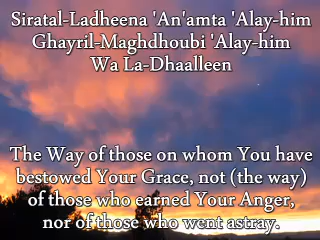 Siratal-Ladheena 'An'amta 'Alay-him
Ghayril-Maghdhoubi 'Alay-him
Wa La-Dhaalleen
The Way of those on whom You have
bestowed Your Grace, not (the way)
of those who earned Your Anger,
nor of those who went astray.